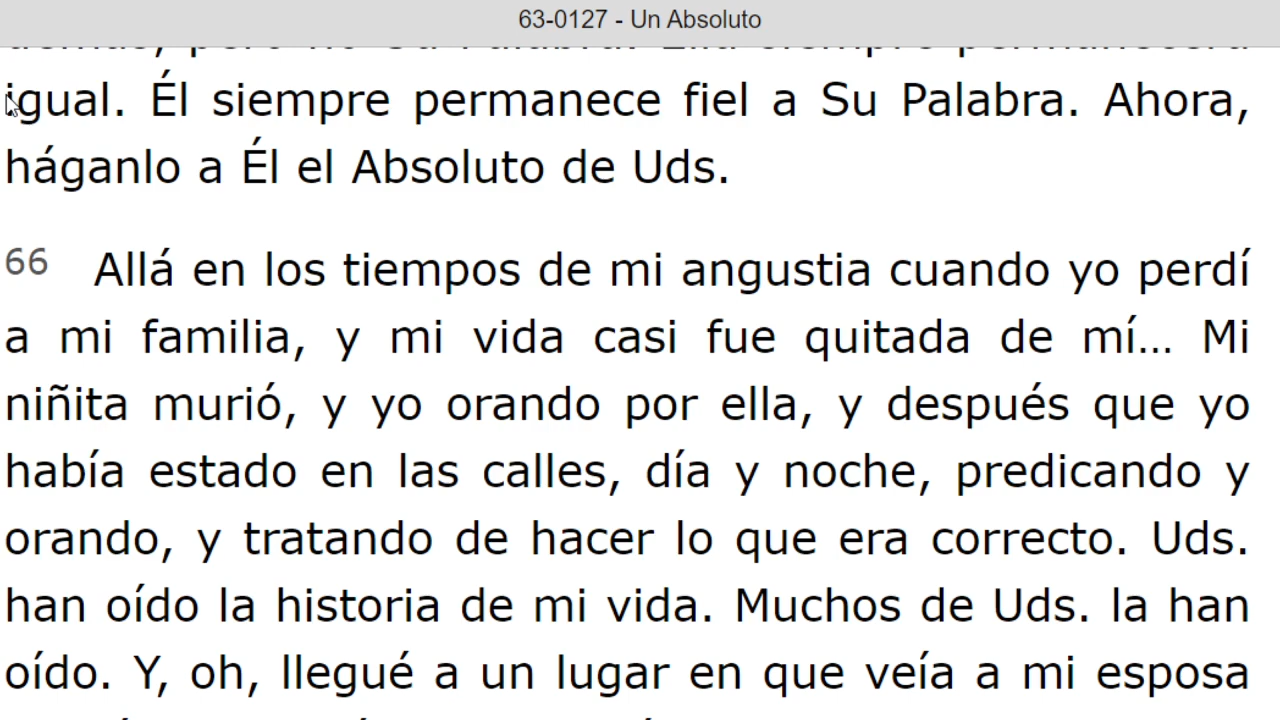 63-0127 - Un Absoluto
igual. Él siempre permanece fiel a Su Palabra. Ahora,
háganlo a Él el Absoluto de Uds.
66 Allá en los tiempos de mi angustia cuando yo perdí
a mi familia, y mi vida casi fue quitada de mí... Mi
niñita murió, y yo orando por ella, y después que yo
había estado en las calles, día y noche, predicando y
orando, y tratando de hacer lo que era correcto. Uds.
han oído la historia de mi vida. Muchos de Uds. la han
oído. Y, oh, llegué a un lugar en que veía a mi esposa